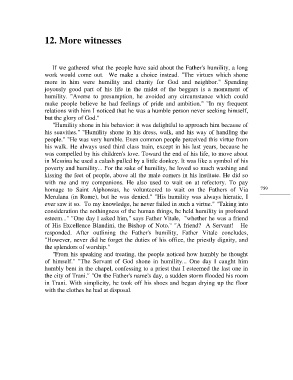 12. More witnesses
If we gathered what the people have said about the Father's humility, a long
work would come out. We make a choice instead. "The virtues which shone
more in him were humility and charity for God and neighbor." Spending
joyously good part of his life in the midst of the beggars is a monument of
humility. "Averse to presumption, he avoided any circumstance which could
make people believe he had feelings of pride and ambition." "In my frequent
relations with him I noticed that he was a humble person never seeking himself,
but the glory of God."
"Humility shone in his behavior: it was delightful to approach him because of
his suavities." "Humility shone in his dress, walk, and his way of handling the
people." "He was very humble. Even common people perceived this virtue from
his walk. He always used third class train, except in his last years, because he
was compelled by his children's love. Toward the end of his life, to move about
in Messina he used a calash pulled by a little donkey. It was like a symbol of his
poverty and humility... For the sake of humility, he loved so much washing and
kissing the feet of people, above all the male comers in his institutes. He did so
with me and my companions. He also used to wait on at refectory. To pay
homage to Saint Alphonsus, he volunteered to wait on the Fathers of Via
Merulana (in Rome), but he was denied." "His humility was always hieratic, I
ever saw it so. To my knowledge, he never failed in such a virtue." "Taking into
consideration the nothingness of the human things, he held humility in profound
esteem..." "One day I asked him," says Father Vitale, "whether he was a friend
of His Excellence Blandini, the Bishop of Noto." "A friend? A Servant! He
responded. After outlining the Father's humility, Father Vitale concludes,
"However, never did he forget the duties of his office, the priestly dignity, and
the splendors of worship."
"From his speaking and treating, the people noticed how humbly he thought
of himself." "The Servant of God shone in humility... One day I caught him
humbly bent in the chapel, confessing to a priest that I esteemed the last one in
the city of Trani." "On the Father's name day, a sudden storm flooded his room
in Trani. With simplicity, he took off his shoes and began drying up the floor
with the clothes he had at disposal.